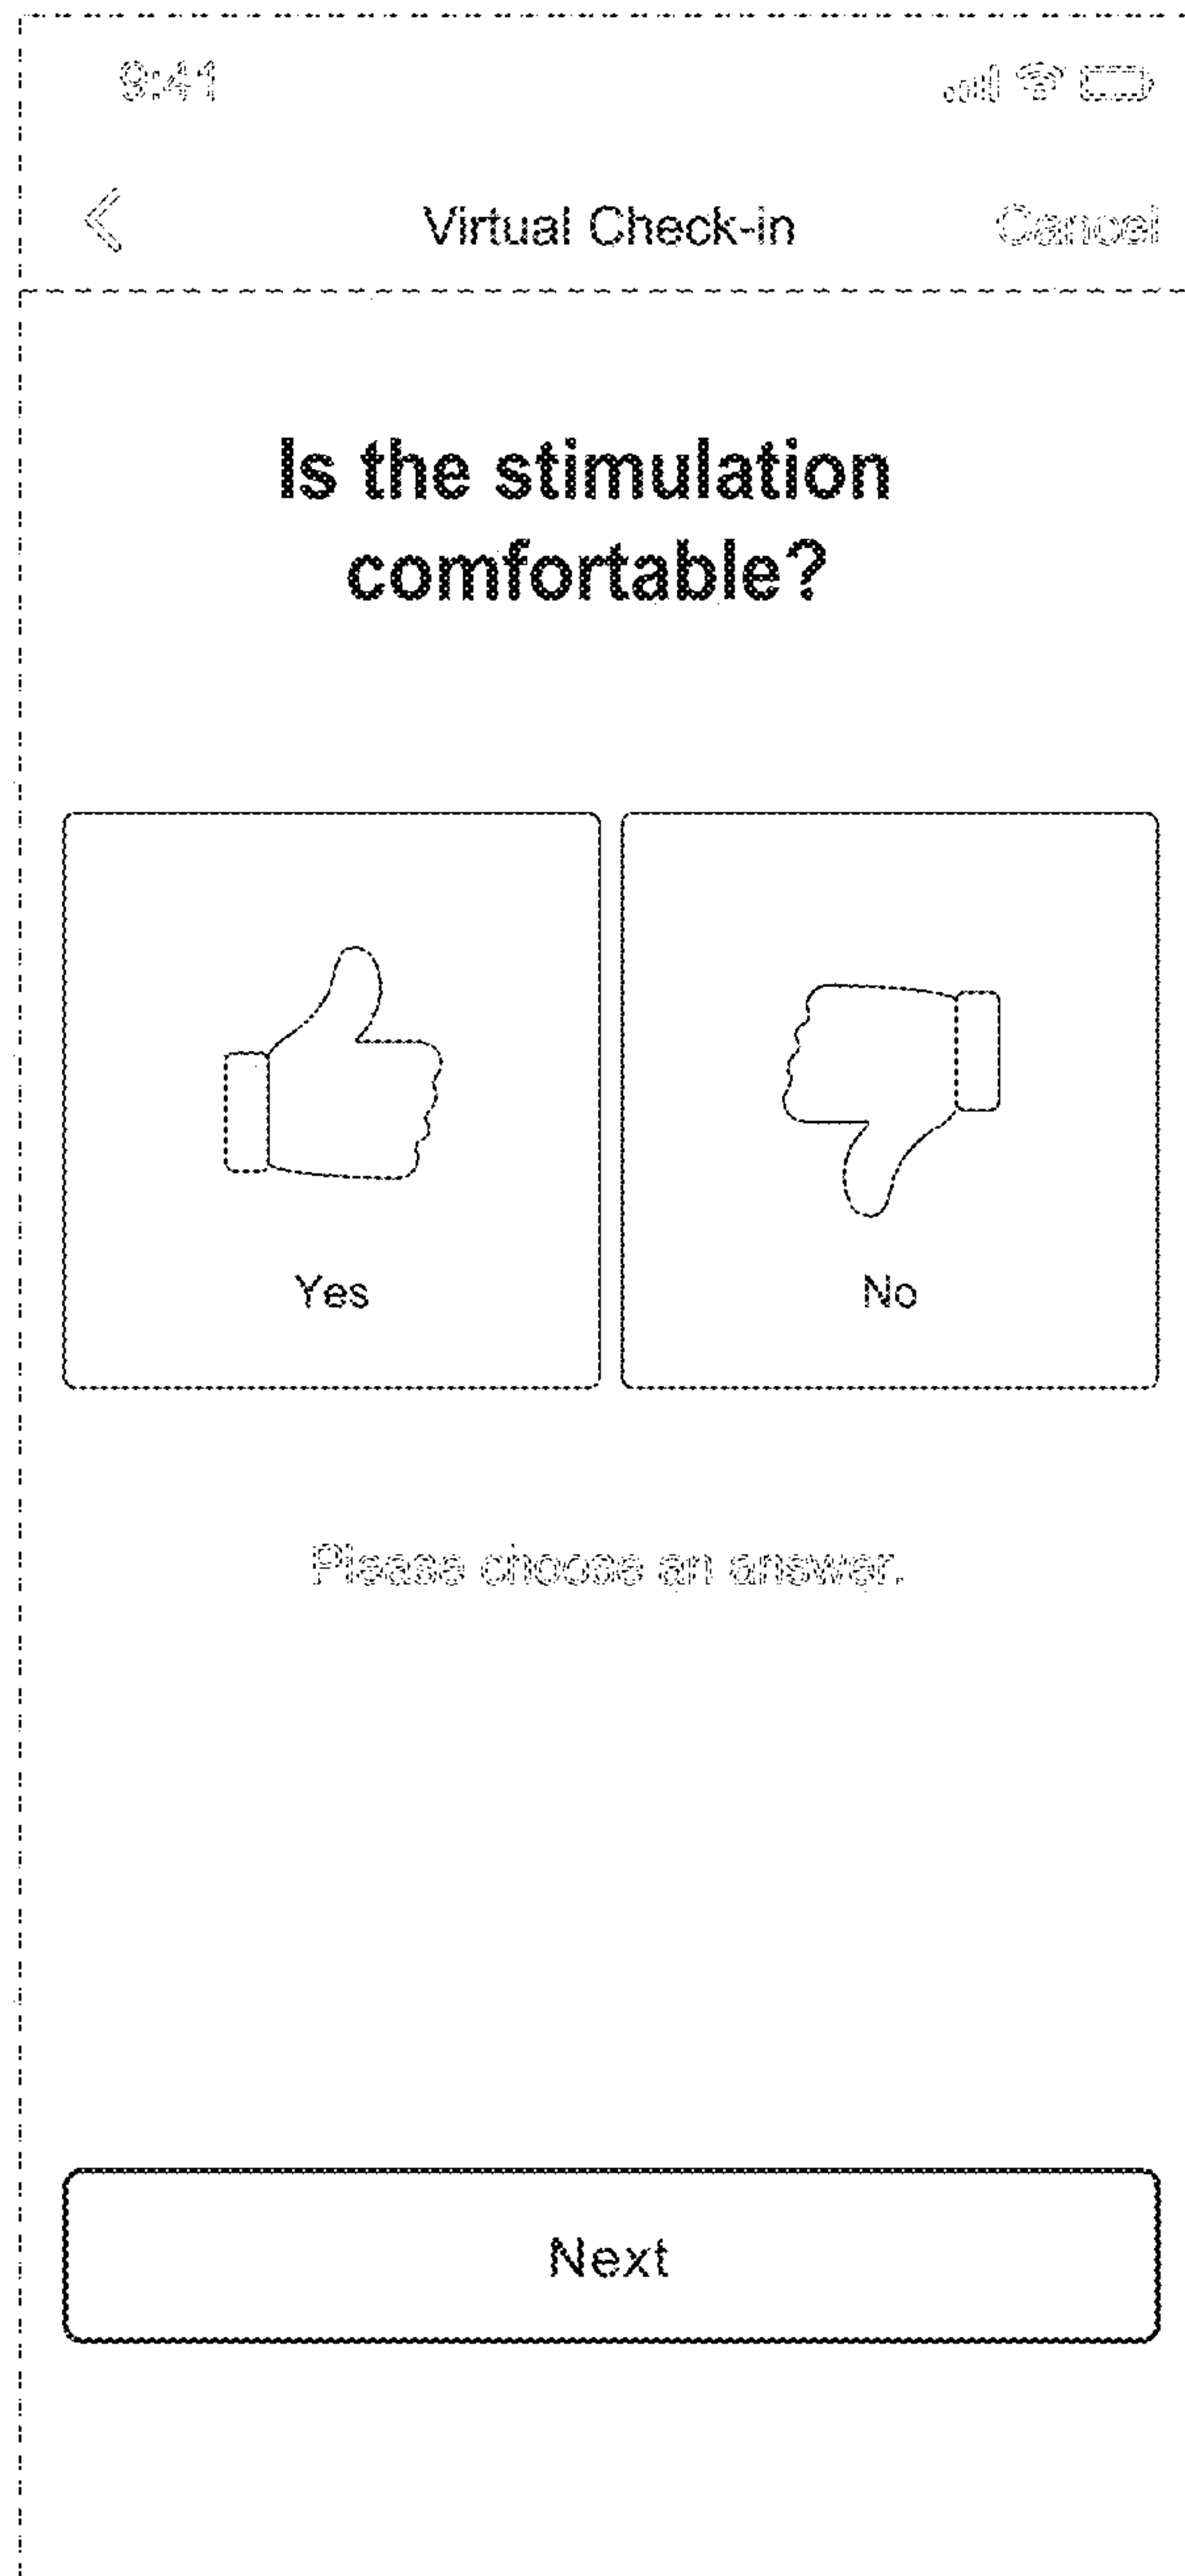 9:41
Virtual Check-in
Cancel
Is the stimulation
comfortable?
Yes
No
Please choose an answer.
Next